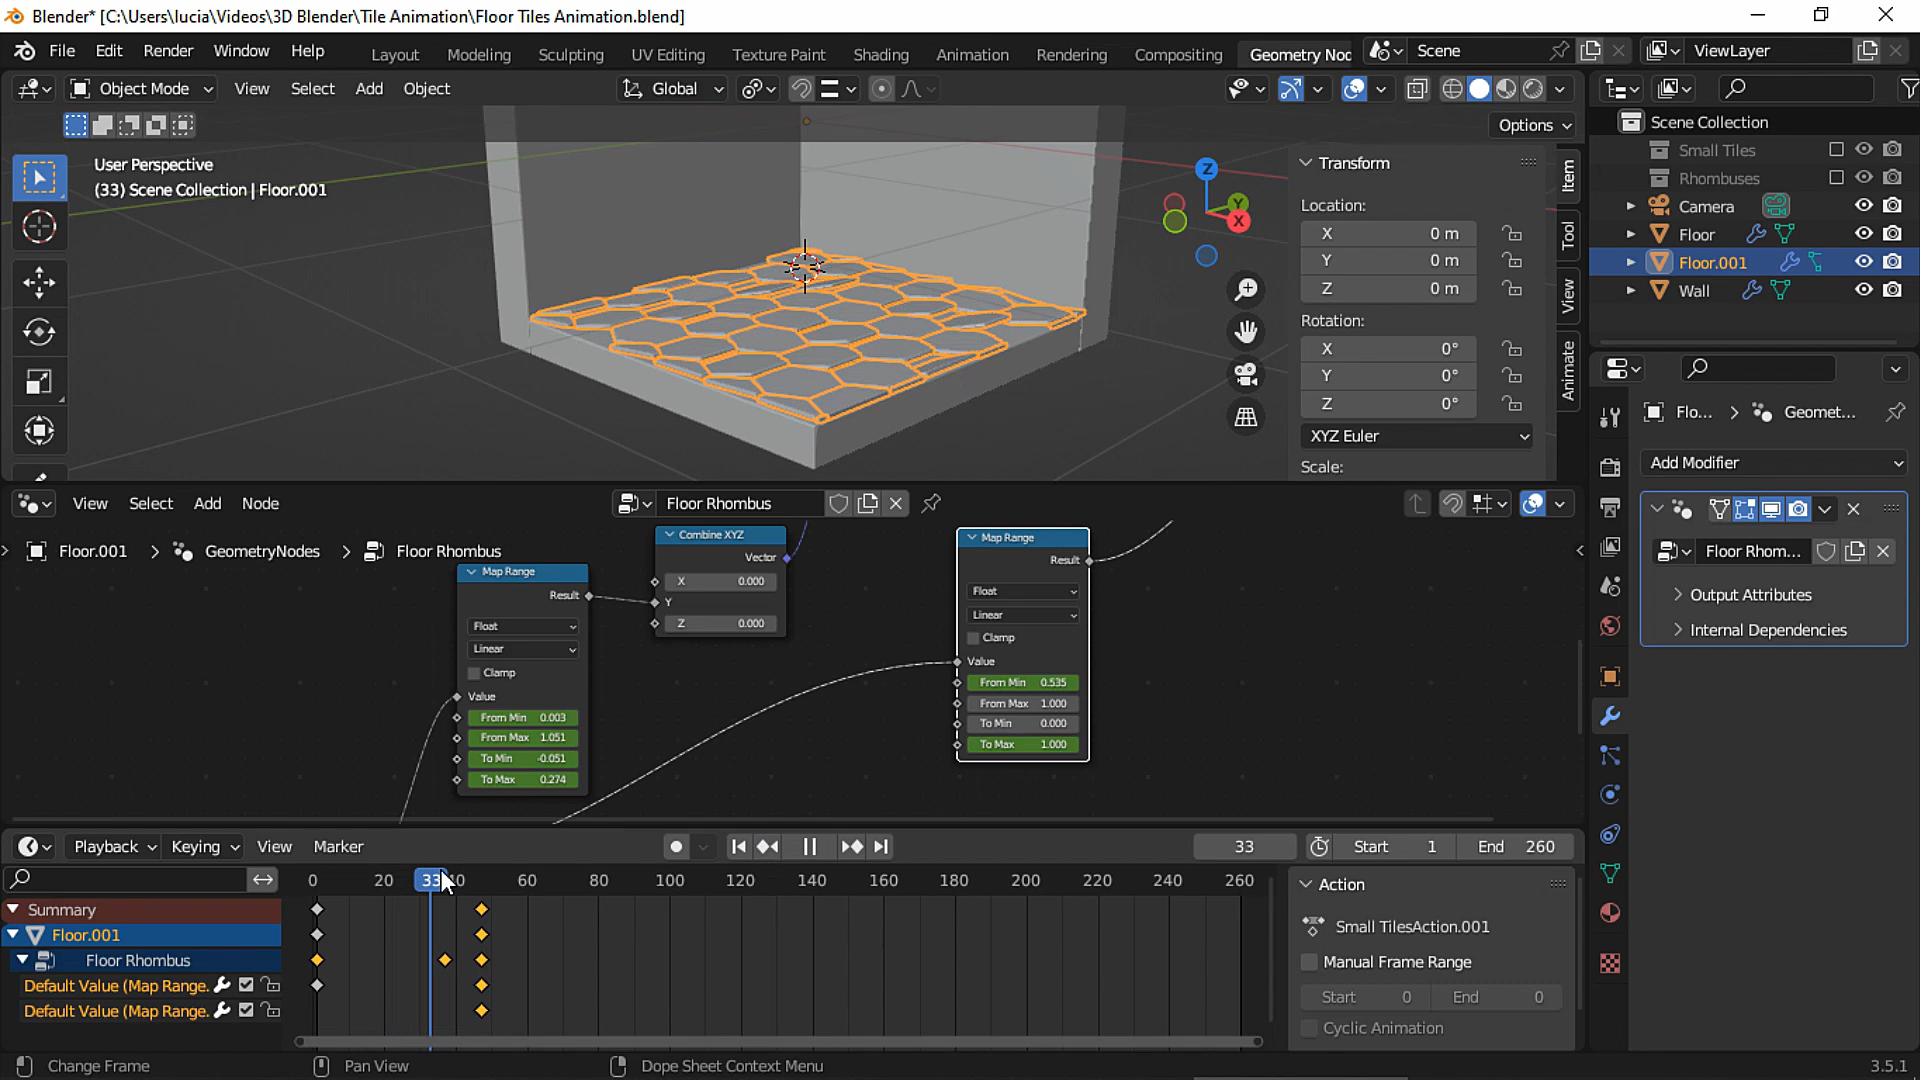 Blender* [C:\Users\lucia\Videos\3D Blender\Tile Animation\Floor Tiles Animation.blend]
File Edit Render Window Help
Layout Modeling Sculpting UV Editing Texture Paint Shading Animation Rendering Compositing Geometry Noc
Scene
ViewLayer
Object Mode View Select Add Object
Global
Options
User Perspective
(33) Scene Collection | Floor.001
Z
Y
X
Transform
Location:
X 0 m
Y 0 m
Z 0 m
Rotation:
X 0°
Y 0°
Z 0°
XYZ Euler
Scale:
Item
Tool
View
Animate
Scene Collection
Small Tiles
Rhombuses
Camera
Floor
Floor.001
Wall
Flo... > Geomet...
Add Modifier
Floor Rhom...
Output Attributes
Internal Dependencies
View Select Add Node
Floor Rhombus
Floor.001 > GeometryNodes > Floor Rhombus
Map Range
Result
Float
Linear
Clamp
Value
From Min 0.003
From Max 1.051
To Min -0.051
To Max 0.274
Combine XYZ
Vector
X 0.000
Y
Z 0.000
Map Range
Result
Float
Linear
Clamp
Value
From Min 0.535
From Max 1.000
To Min 0.000
To Max 1.000
Playback Keying View Marker
33
Start 1
End 260
0 20 33 40 60 80 100 120 140 160 180 200 220 240 260
Summary
Floor.001
Floor Rhombus
Default Value (Map Range.
Default Value (Map Range.
Action
Small TilesAction.001
Manual Frame Range
Start 0 End 0
Cyclic Animation
Change Frame
Pan View
Dope Sheet Context Menu
3.5.1